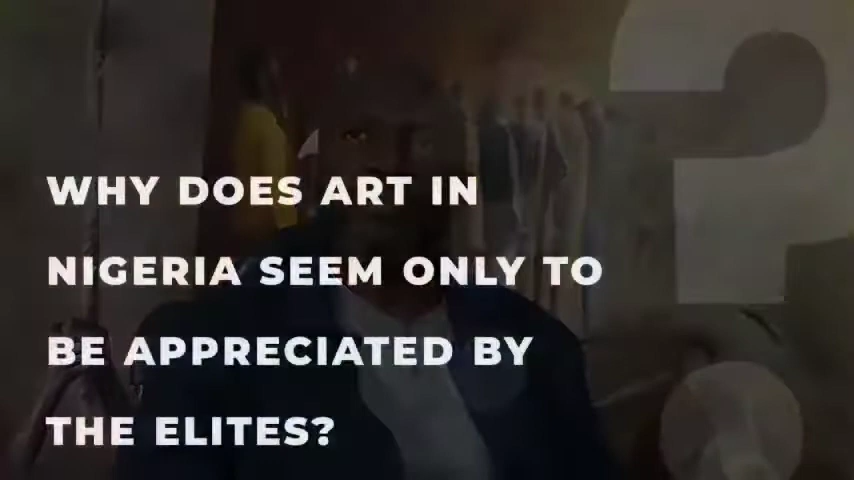 WHY DOES ART IN
NIGERIA SEEM ONLY TO
BE APPRECIATED BY
THE ELITES?